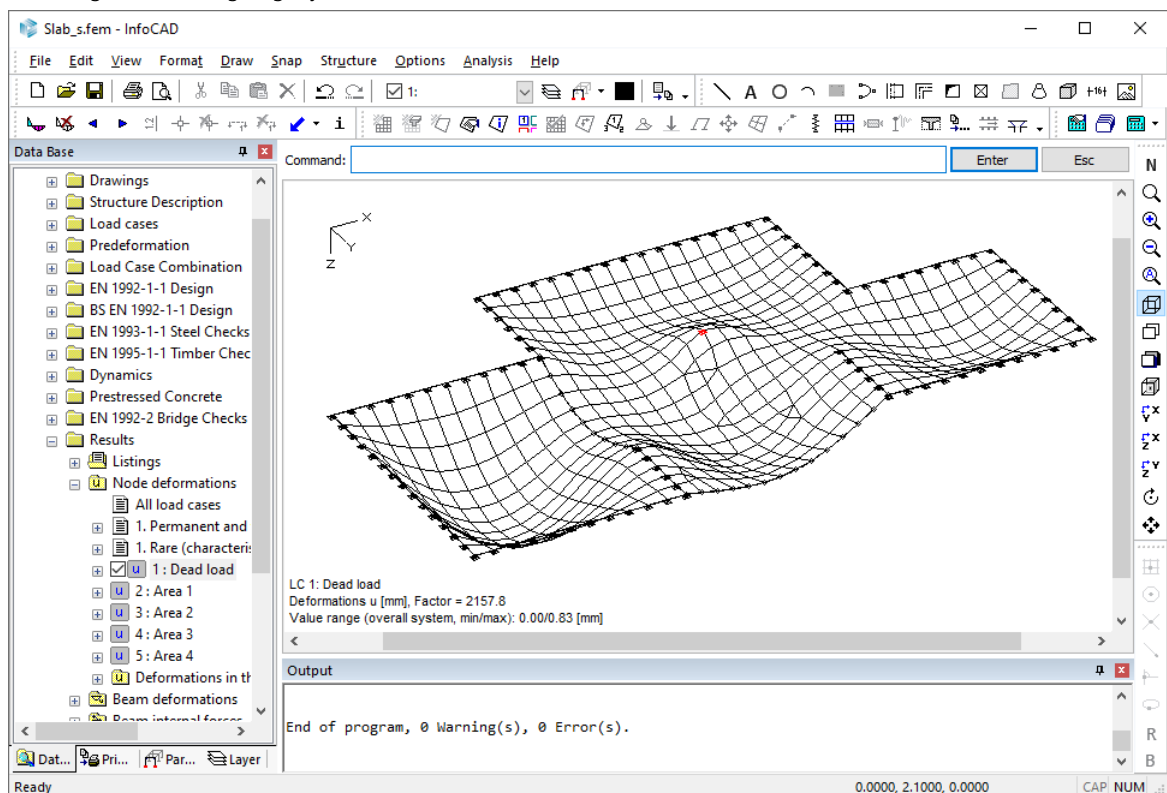 Slab_s.fem - InfoCAD
File Edit View Format Draw Snap Structure Options Analysis Help
1:
A
+16+
i
Data Base
Command:
Enter
Esc
N
Drawings
Structure Description
Load cases
Predeformation
Load Case Combination
EN 1992-1-1 Design
BS EN 1992-1-1 Design
EN 1993-1-1 Steel Checks
EN 1995-1-1 Timber Chec
Dynamics
Prestressed Concrete
EN 1992-2 Bridge Checks
Results
Listings
u Node deformations
All load cases
1. Permanent and
1. Rare (characteris
u 1 : Dead load
u 2 : Area 1
u 3 : Area 2
u 4 : Area 3
u 5 : Area 4
u Deformations in th
Beam deformations
Beam internal forces
Dat... Pri... Par... Layer
X
Y
Z
LC 1: Dead load
Deformations u [mm], Factor = 2157.8
Value range (overall system, min/max): 0.00/0.83 [mm]
A
X
Y
X
Z
Y
Z
R
B
Output
End of program, 0 Warning(s), 0 Error(s).
Ready
0.0000, 2.1000, 0.0000
CAP NUM